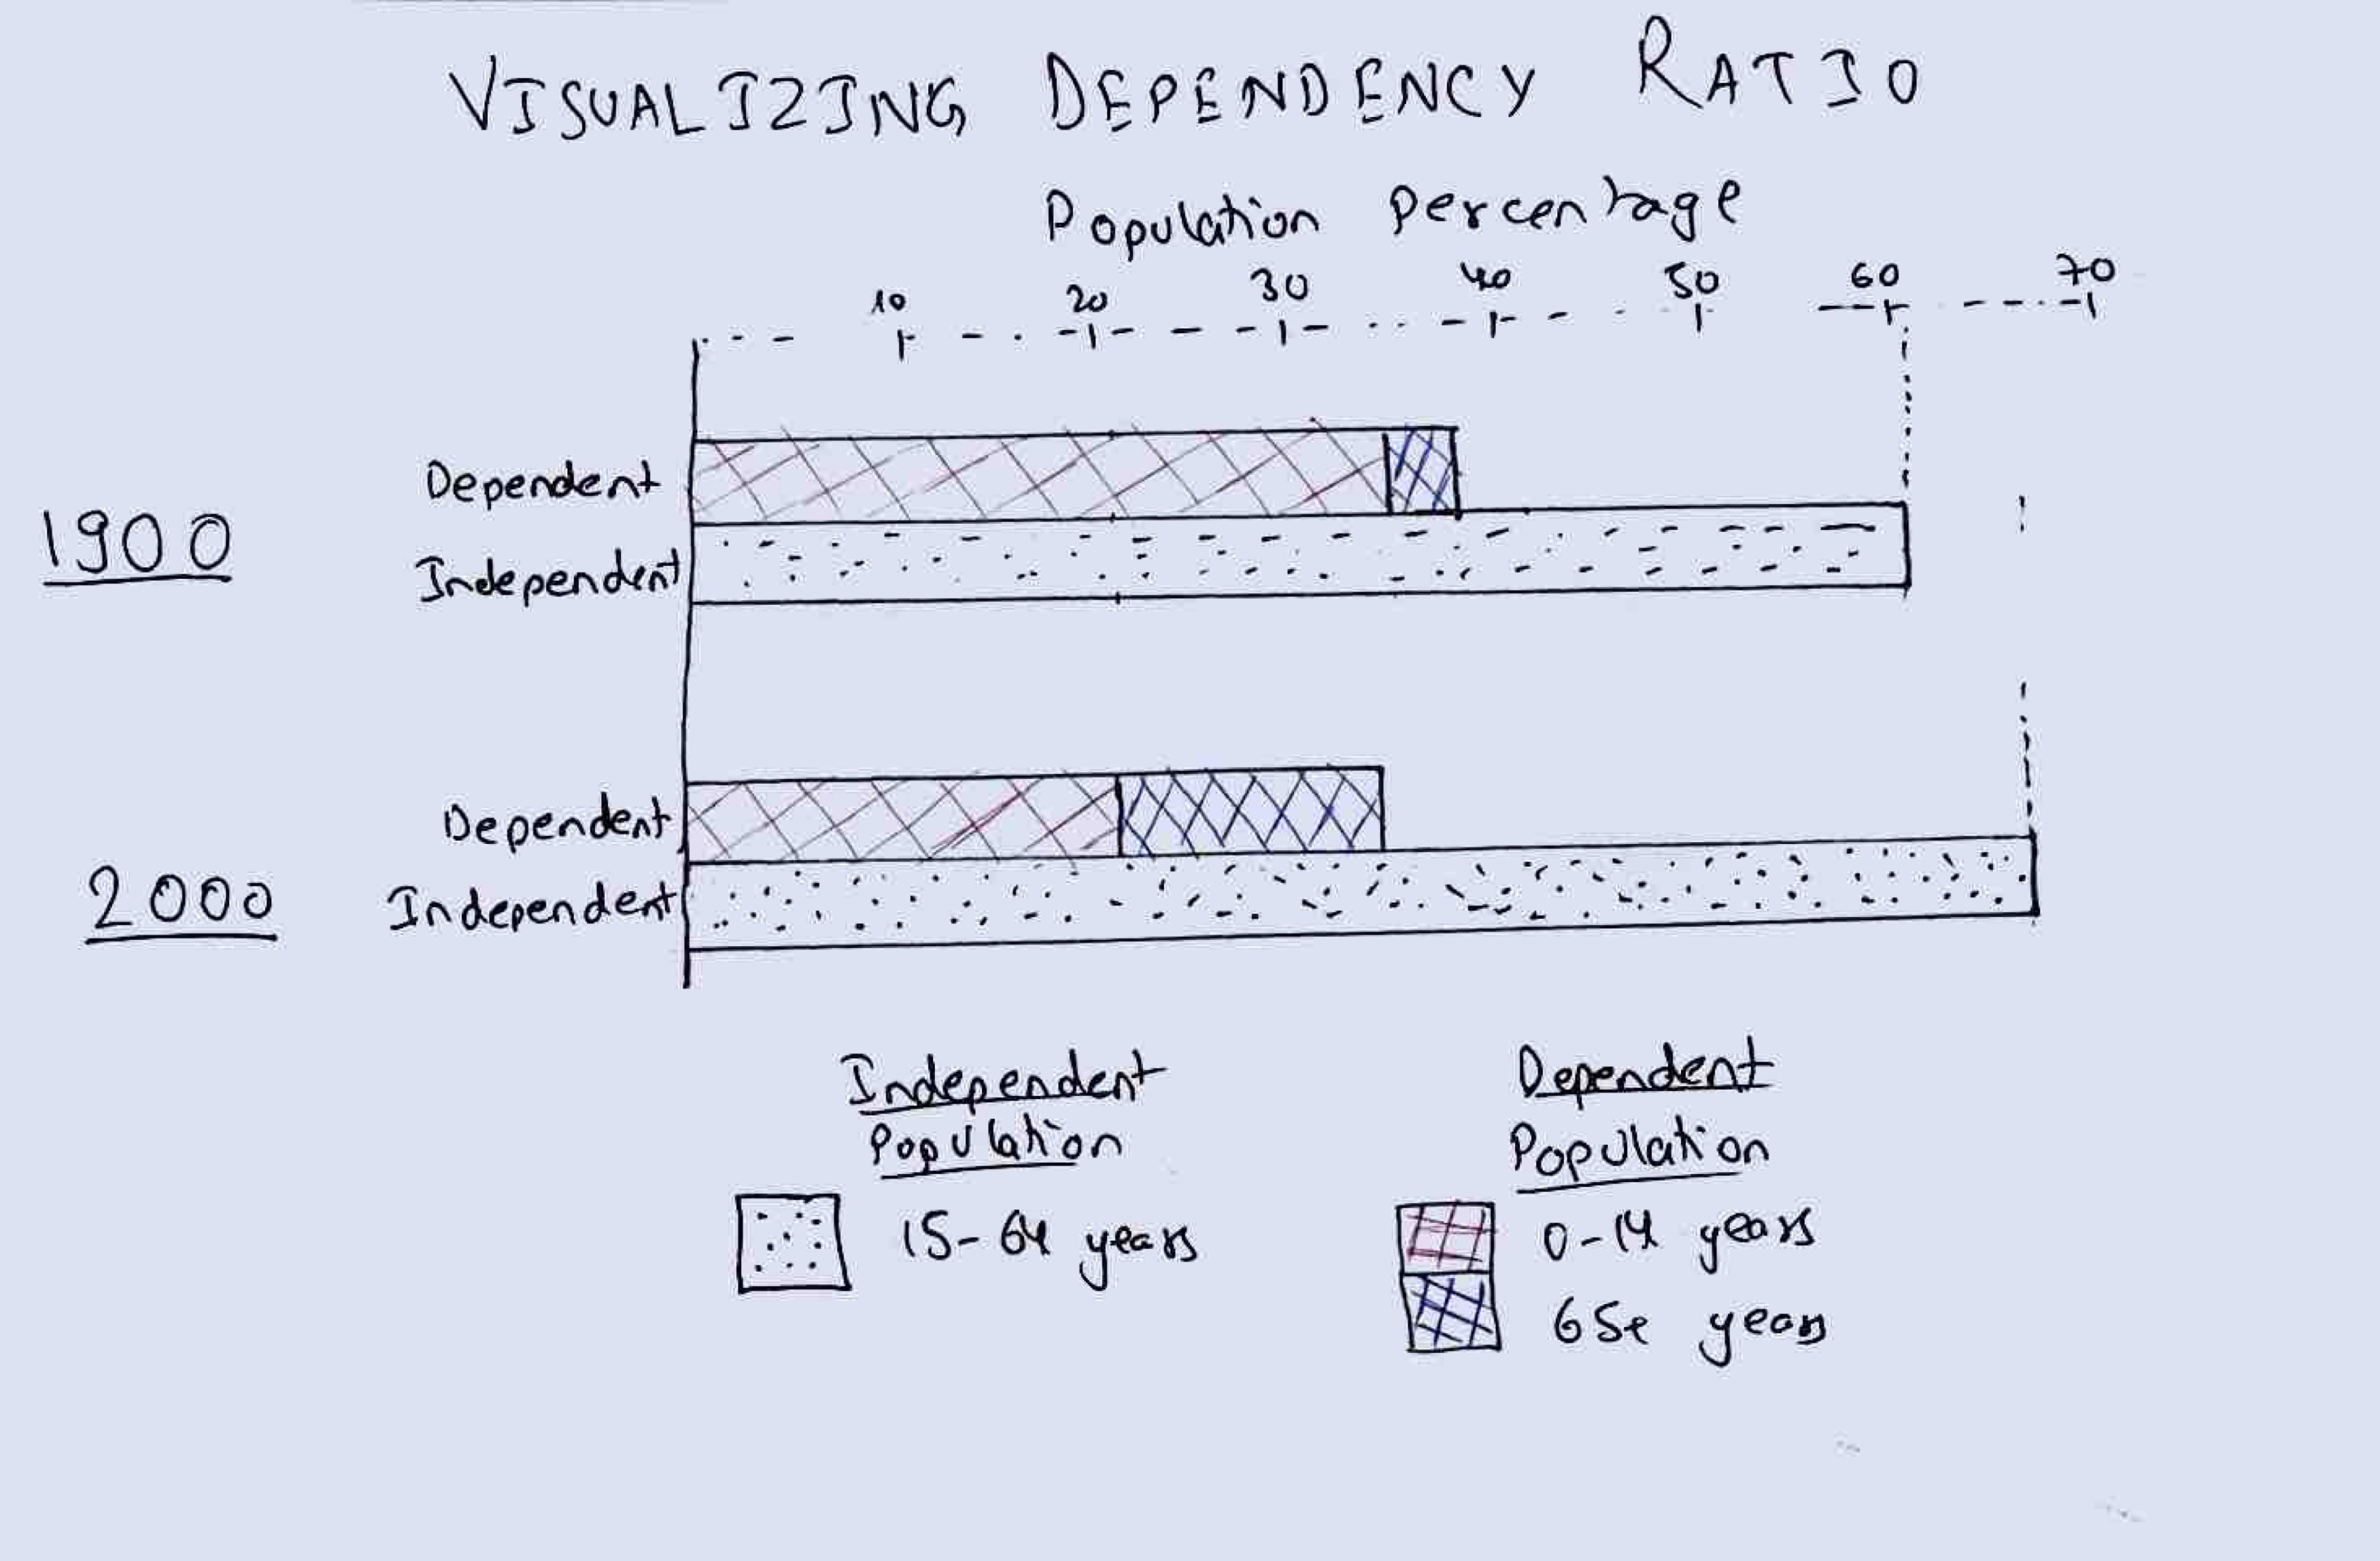 VISUALIZING DEPENDENCY RATIO
Population Percentage
10 20 30 40 50 60 70
Dependent
1900
Independent
Dependent
2000
Independent
Independent Population
15-64 years
Dependent Population
0-14 years
65+ years